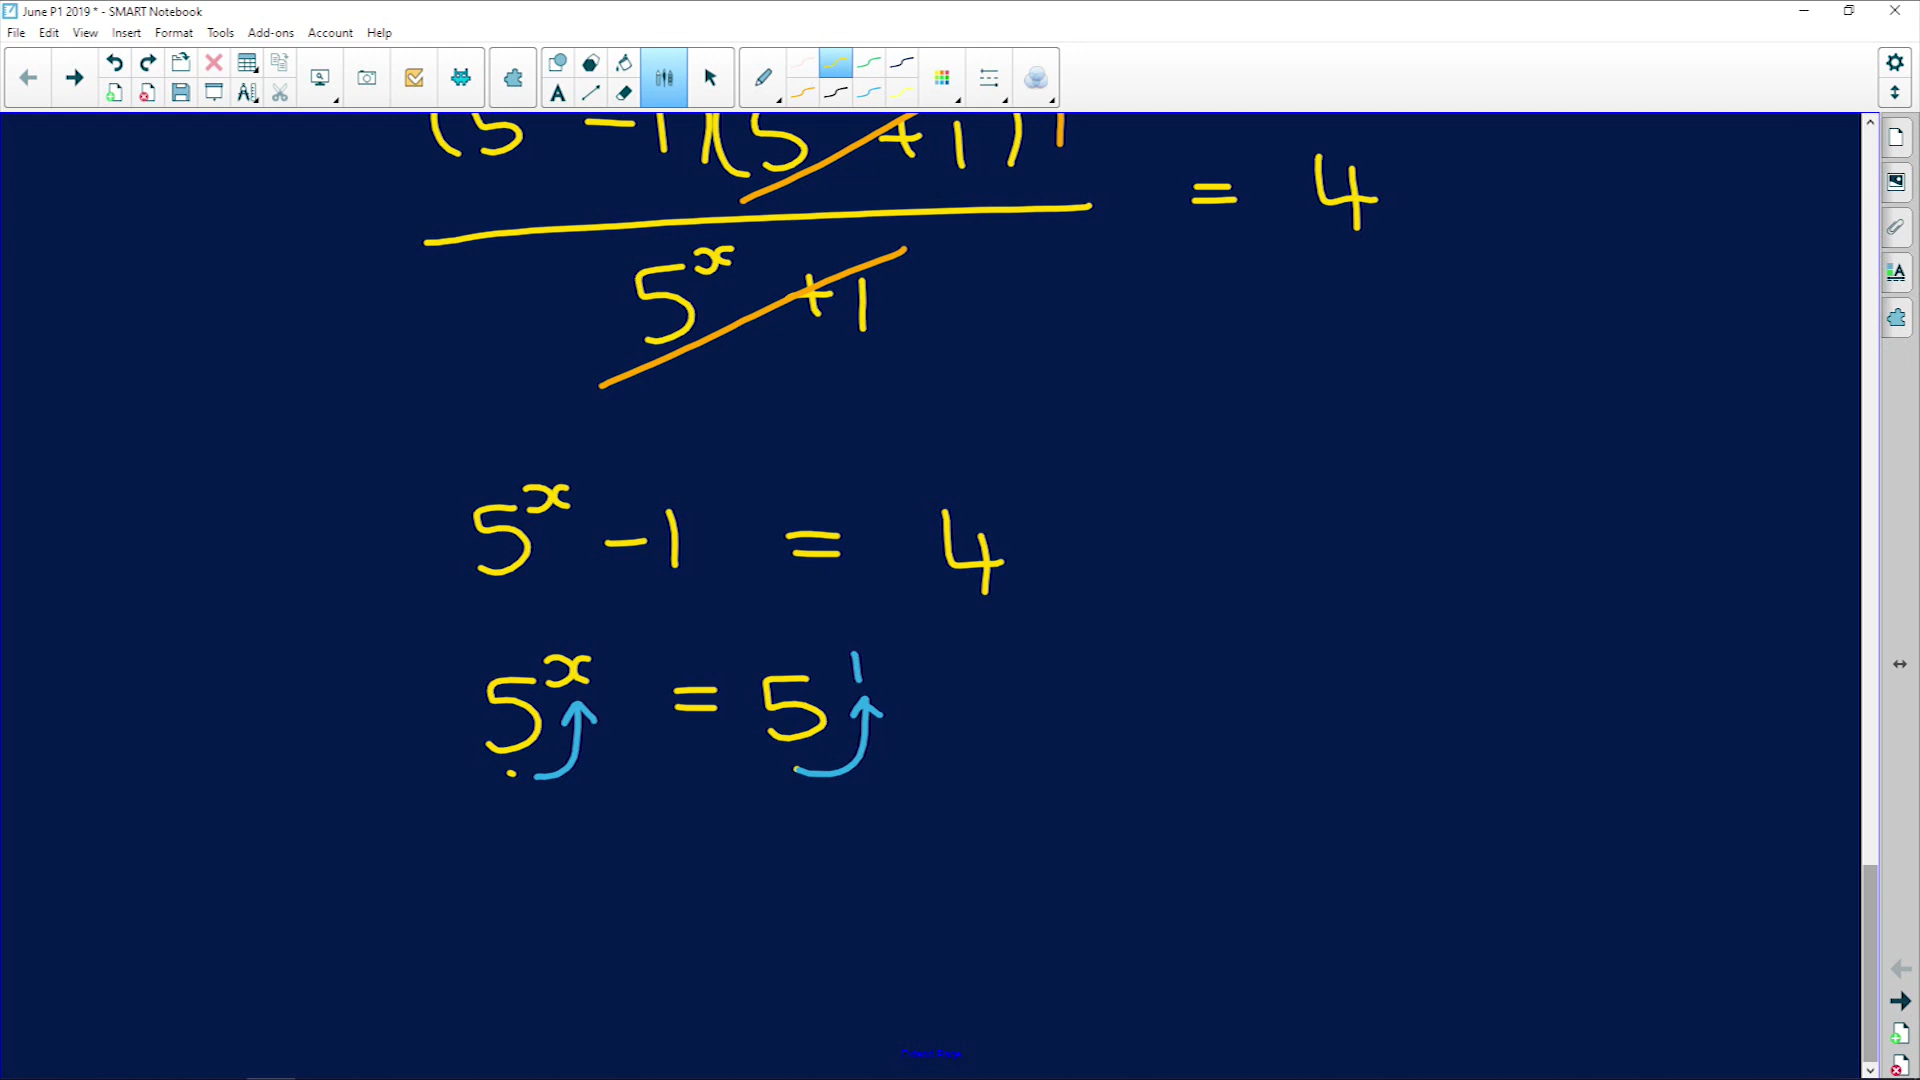 June P1 2019 * - SMART Notebook
File Edit View Insert Format Tools Add-ons Account Help
(5 - 1)(5 + 1) 1
= 4
5^x + 1
5^x - 1 = 4
5^x = 5^1